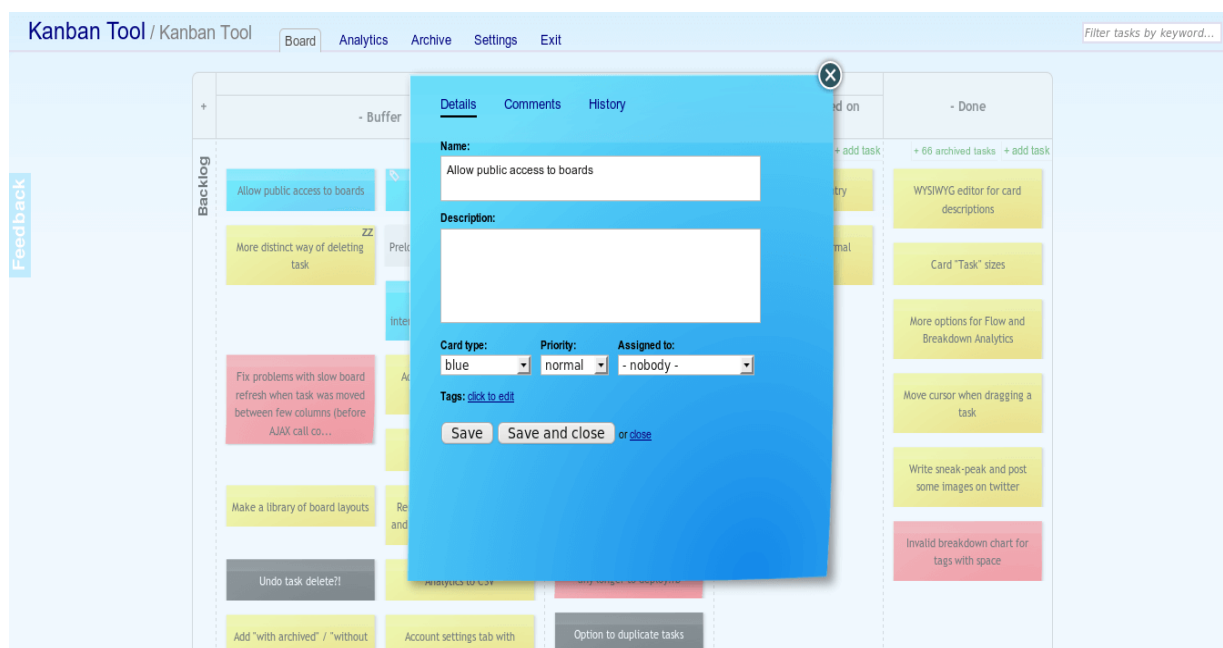 Kanban Tool / Kanban Tool
Board
Analytics
Archive
Settings
Exit
Filter tasks by keyword...
Feedback
+
- Buffer
ed on
- Done
Backlog
+ add task
+ 66 archived tasks + add task
Details
Comments
History
Name:
Allow public access to boards
Description:
Card type:
Priority:
Assigned to:
blue
normal
- nobody -
Tags: click to edit
Save
Save and close
or close
Allow public access to boards
ZZ
More distinct way of deleting
task
Fix problems with slow board
refresh when task was moved
between few columns (before
AJAX call co...
Make a library of board layouts
Undo task delete?!
Add "with archived" / "without
and
Analytics to CSV
Account settings tab with
Option to duplicate tasks
WYSIWYG editor for card
descriptions
Card "Task" sizes
More options for Flow and
Breakdown Analytics
Move cursor when dragging a
task
Write sneak-peak and post
some images on twitter
Invalid breakdown chart for
tags with space